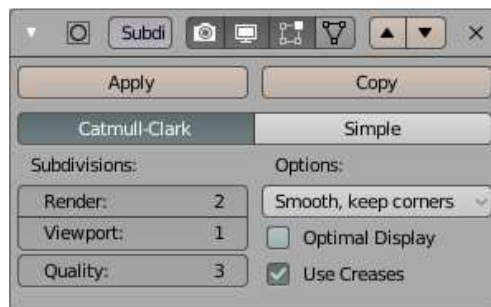 Subdi
Apply Copy
Catmull-Clark Simple
Subdivisions: Options:
Render: 2 Smooth, keep corners
Viewport: 1 Optimal Display
Quality: 3 Use Creases